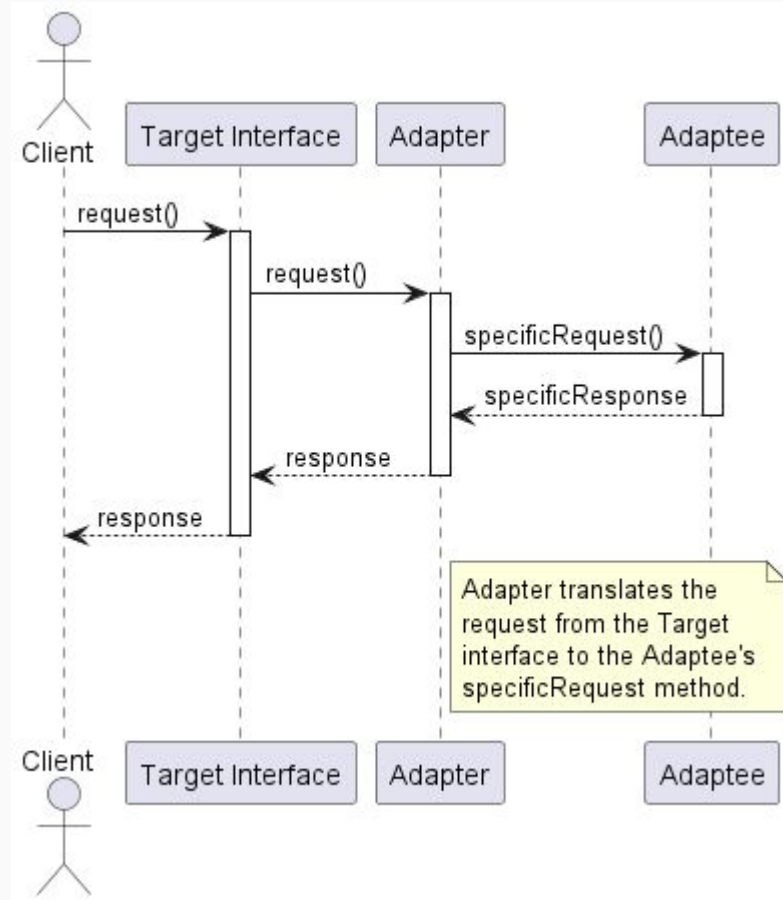 Client
Target Interface
Adapter
Adaptee
request()
request()
specificRequest()
specificResponse
response
response
Adapter translates the
request from the Target
interface to the Adaptee's
specificRequest method.
Client
Target Interface
Adapter
Adaptee